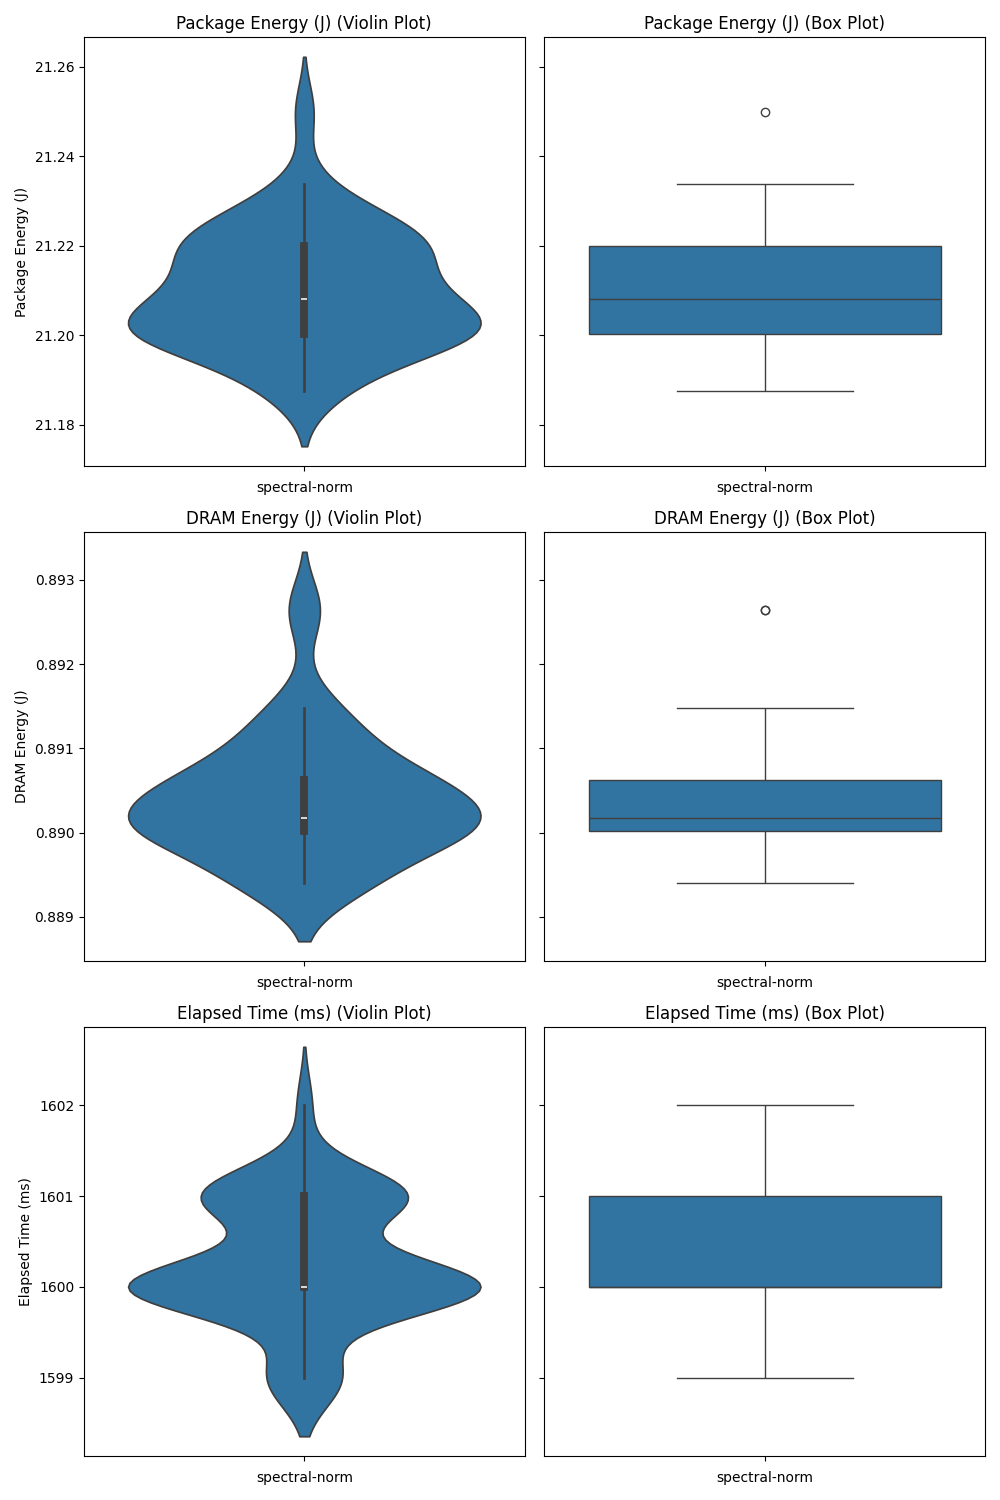 Package Energy (J) (Violin Plot)
Package Energy (J) (Box Plot)
Package Energy (J)
21.26
21.24
21.22
21.20
21.18
spectral-norm
spectral-norm
DRAM Energy (J) (Violin Plot)
DRAM Energy (J) (Box Plot)
DRAM Energy (J)
0.893
0.892
0.891
0.890
0.889
spectral-norm
spectral-norm
Elapsed Time (ms) (Violin Plot)
Elapsed Time (ms) (Box Plot)
Elapsed Time (ms)
1602
1601
1600
1599
spectral-norm
spectral-norm